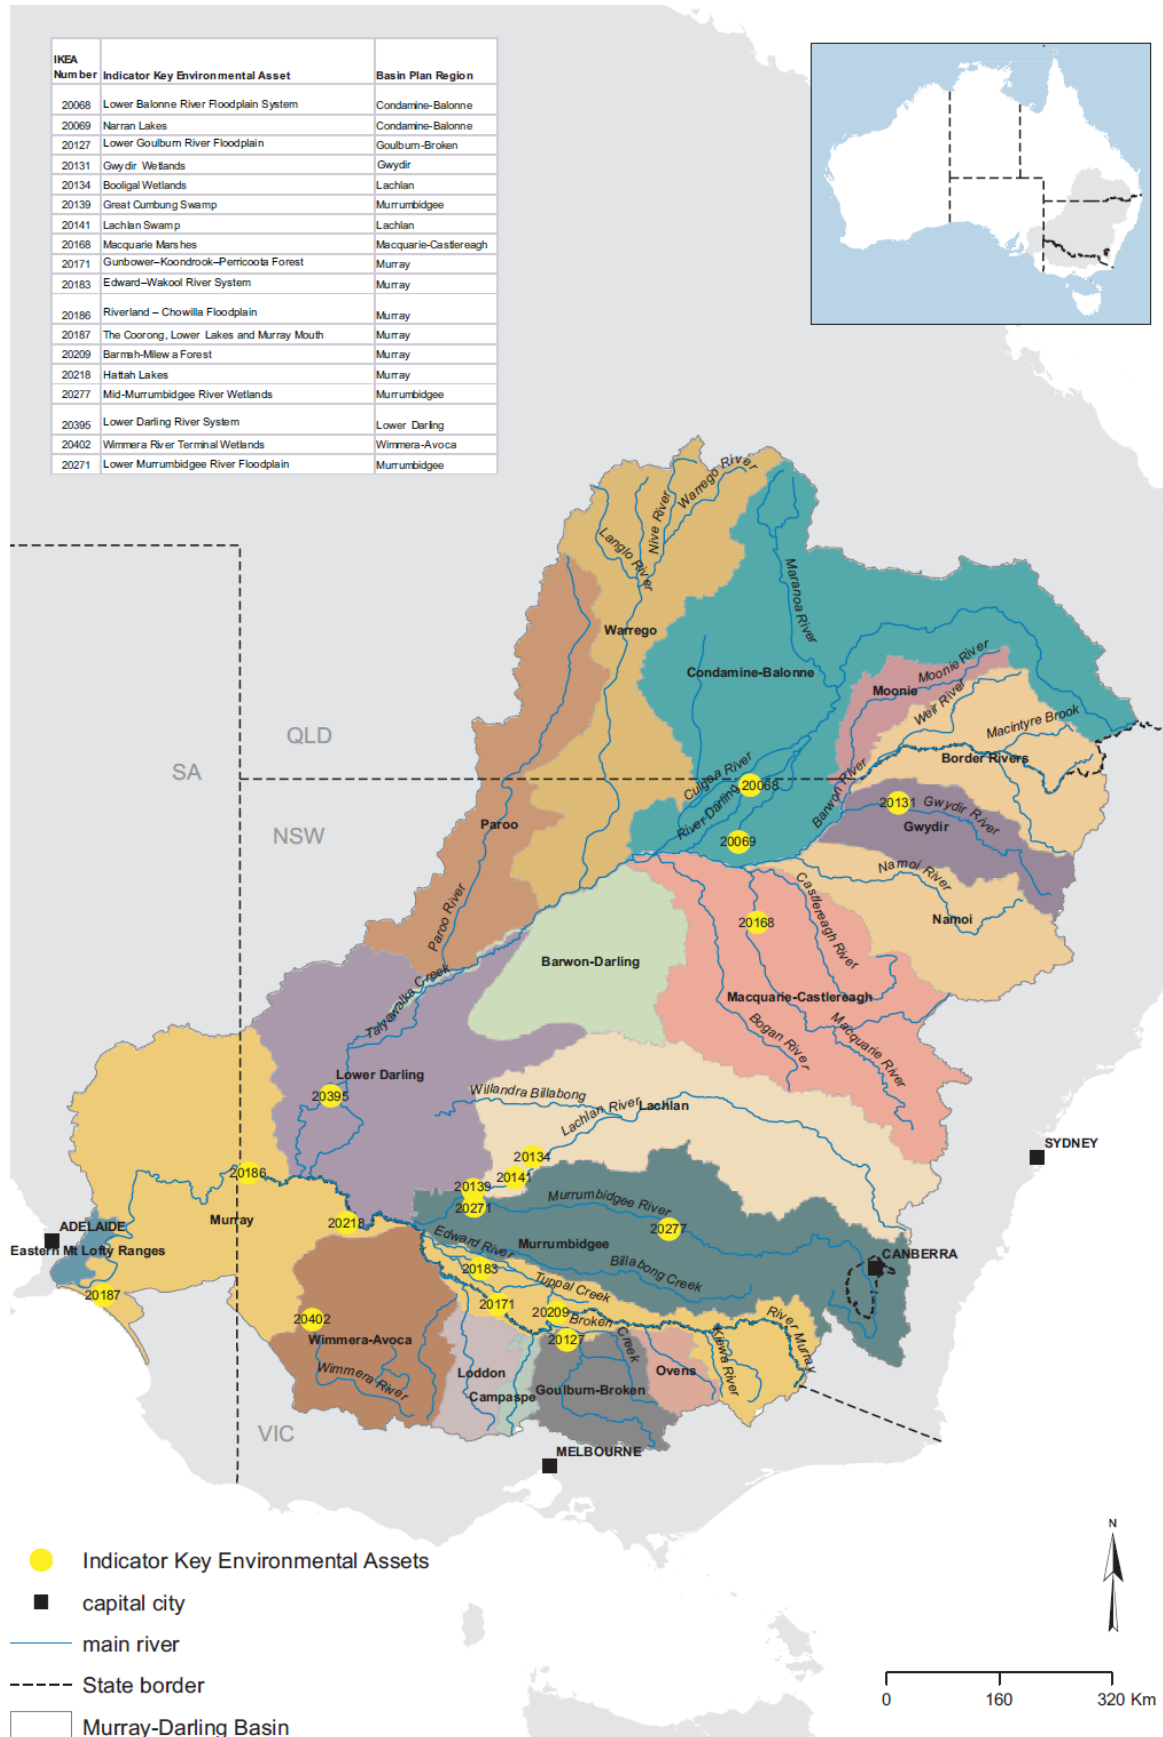 IKEA
Number Indicator Key Environmental Asset Basin Plan Region
20068 Lower Balonne River Floodplain System Condamine-Balonne
20069 Narran Lakes Condamine-Balonne
20127 Lower Goulburn River Floodplain Goulburn-Broken
20131 Gwydir Wetlands Gwydir
20134 Booligal Wetlands Lachlan
20139 Great Cumbung Swamp Murrumbidgee
20141 Lachlan Swamp Lachlan
20168 Macquarie Marshes Macquarie-Castlereagh
20171 Gunbower–Koondrook–Perricoota Forest Murray
20183 Edward–Wakool River System Murray
20186 Riverland – Chowilla Floodplain Murray
20187 The Coorong, Lower Lakes and Murray Mouth Murray
20209 Barmah-Milewa Forest Murray
20218 Hattah Lakes Murray
20277 Mid-Murrumbidgee River Wetlands Murrumbidgee
20395 Lower Darling River System Lower Darling
20402 Wimmera River Terminal Wetlands Wimmera-Avoca
20271 Lower Murrumbidgee River Floodplain Murrumbidgee
Warrego River
Nive River
Langlo River
Maranoa River
Warrego
Condamine-Balonne
Moonie River
Moonie
Weir River
Macintyre Brook
QLD
Border Rivers
SA
Culgoa River
20068
Barwon River
20131
Gwydir River
River Darling
Paroo
NSW
Gwydir
20069
Namoi River
Castlereagh River
Paroo River
20168
Namoi
Barwon-Darling
Talyawalka Creek
Macquarie-Castlereagh
Bogan River
Macquarie River
Lower Darling
20395
Willandra Billabong
Lachlan River
Lachlan
SYDNEY
20134
20186
20141
20139
Murrumbidgee River
20271
Murray
20218
20277
ADELAIDE
Eastern Mt Lofty Ranges
Edward River
Murrumbidgee
CANBERRA
20183
Billabong Creek
Tuppal Creek
20187
20171
20209
20402
Broken Creek
River Murray
20127
Kiewa River
Wimmera-Avoca
Wimmera River
Loddon
Ovens
Campaspe
Goulburn-Broken
VIC
MELBOURNE
Indicator Key Environmental Assets
capital city
main river
State border
Murray-Darling Basin
N
0 160 320 Km